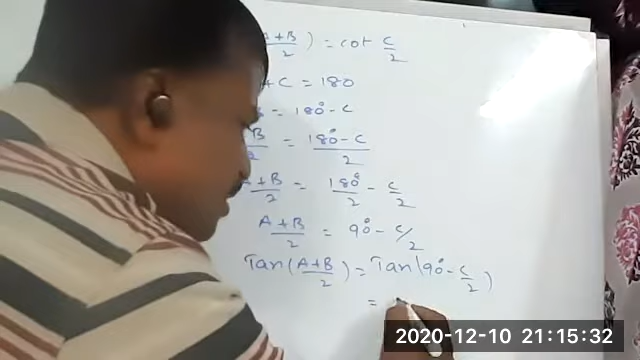 A+B/2) = cot C/2
+C = 180
= 180° - C
B/2 = 180° - C/2
A+B/2 = 180°/2 - C/2
A+B/2 = 90° - C/2
Tan(A+B/2) = Tan(90° - C/2)
=
2020-12-10 21:15:32